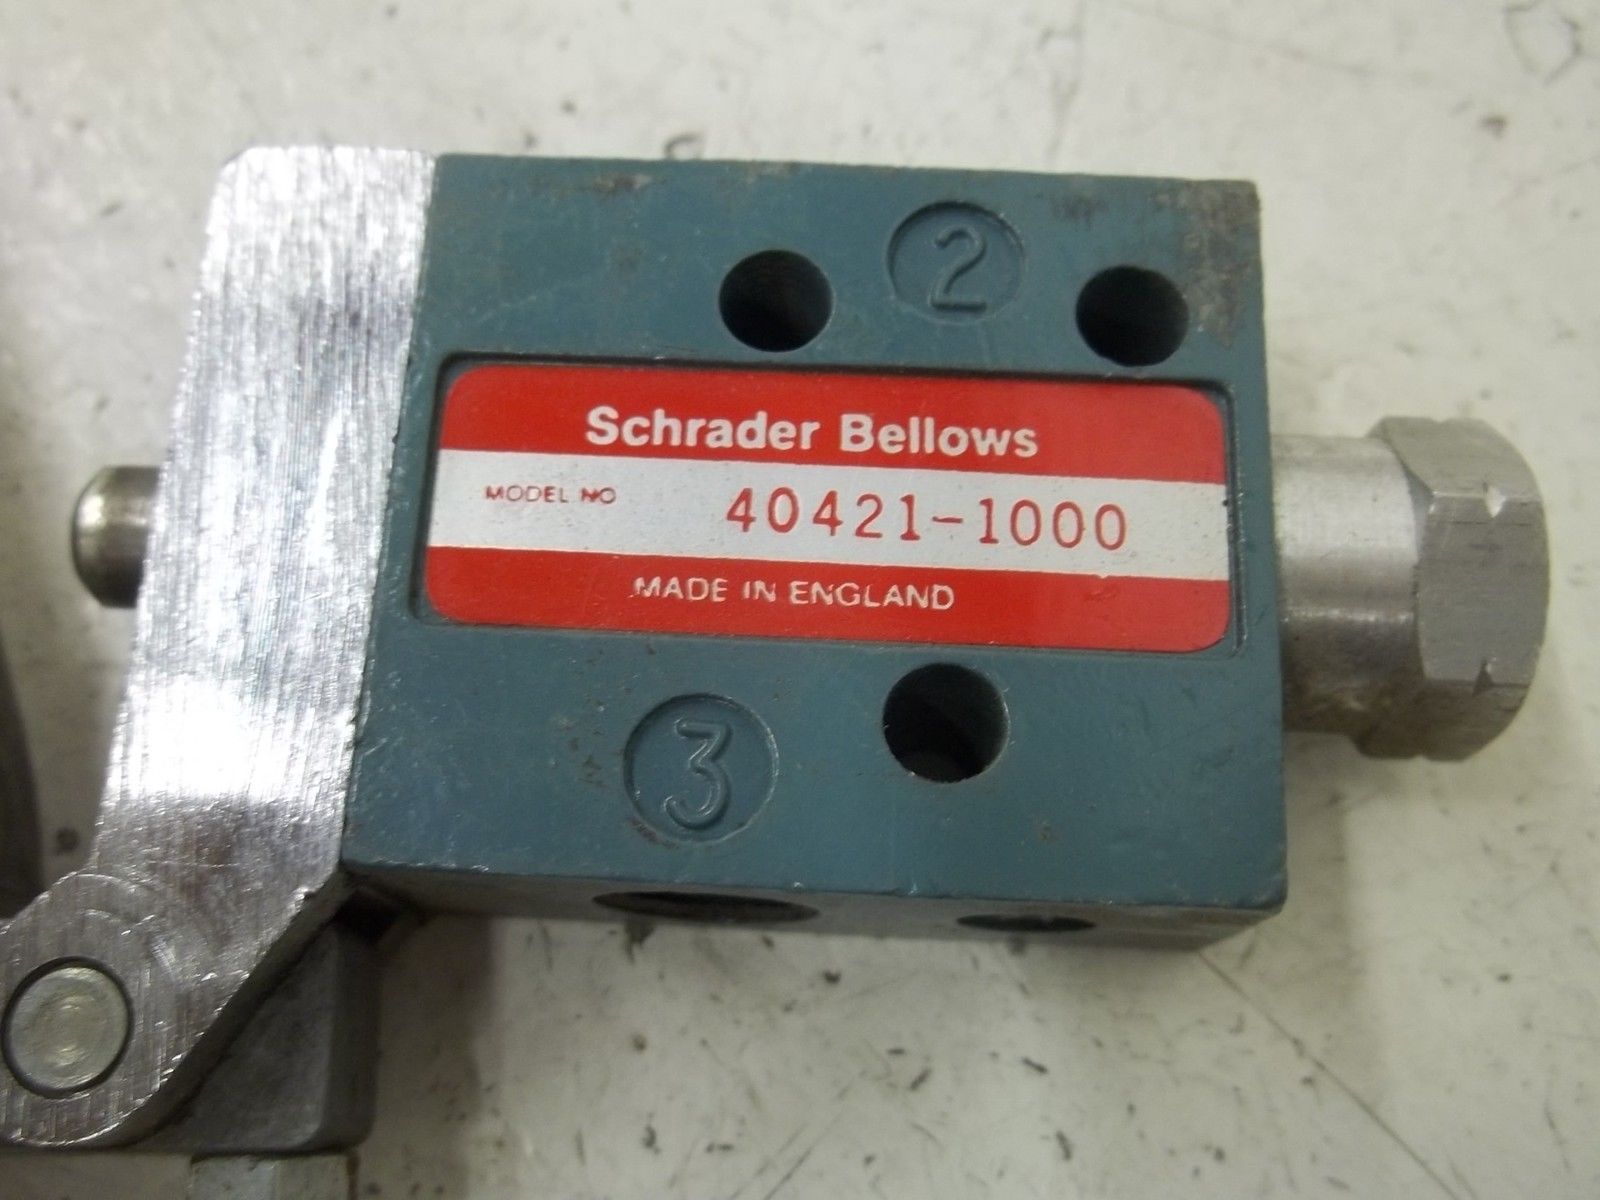 2
Schrader Bellows
MODEL NO 40421-1000
MADE IN ENGLAND
3